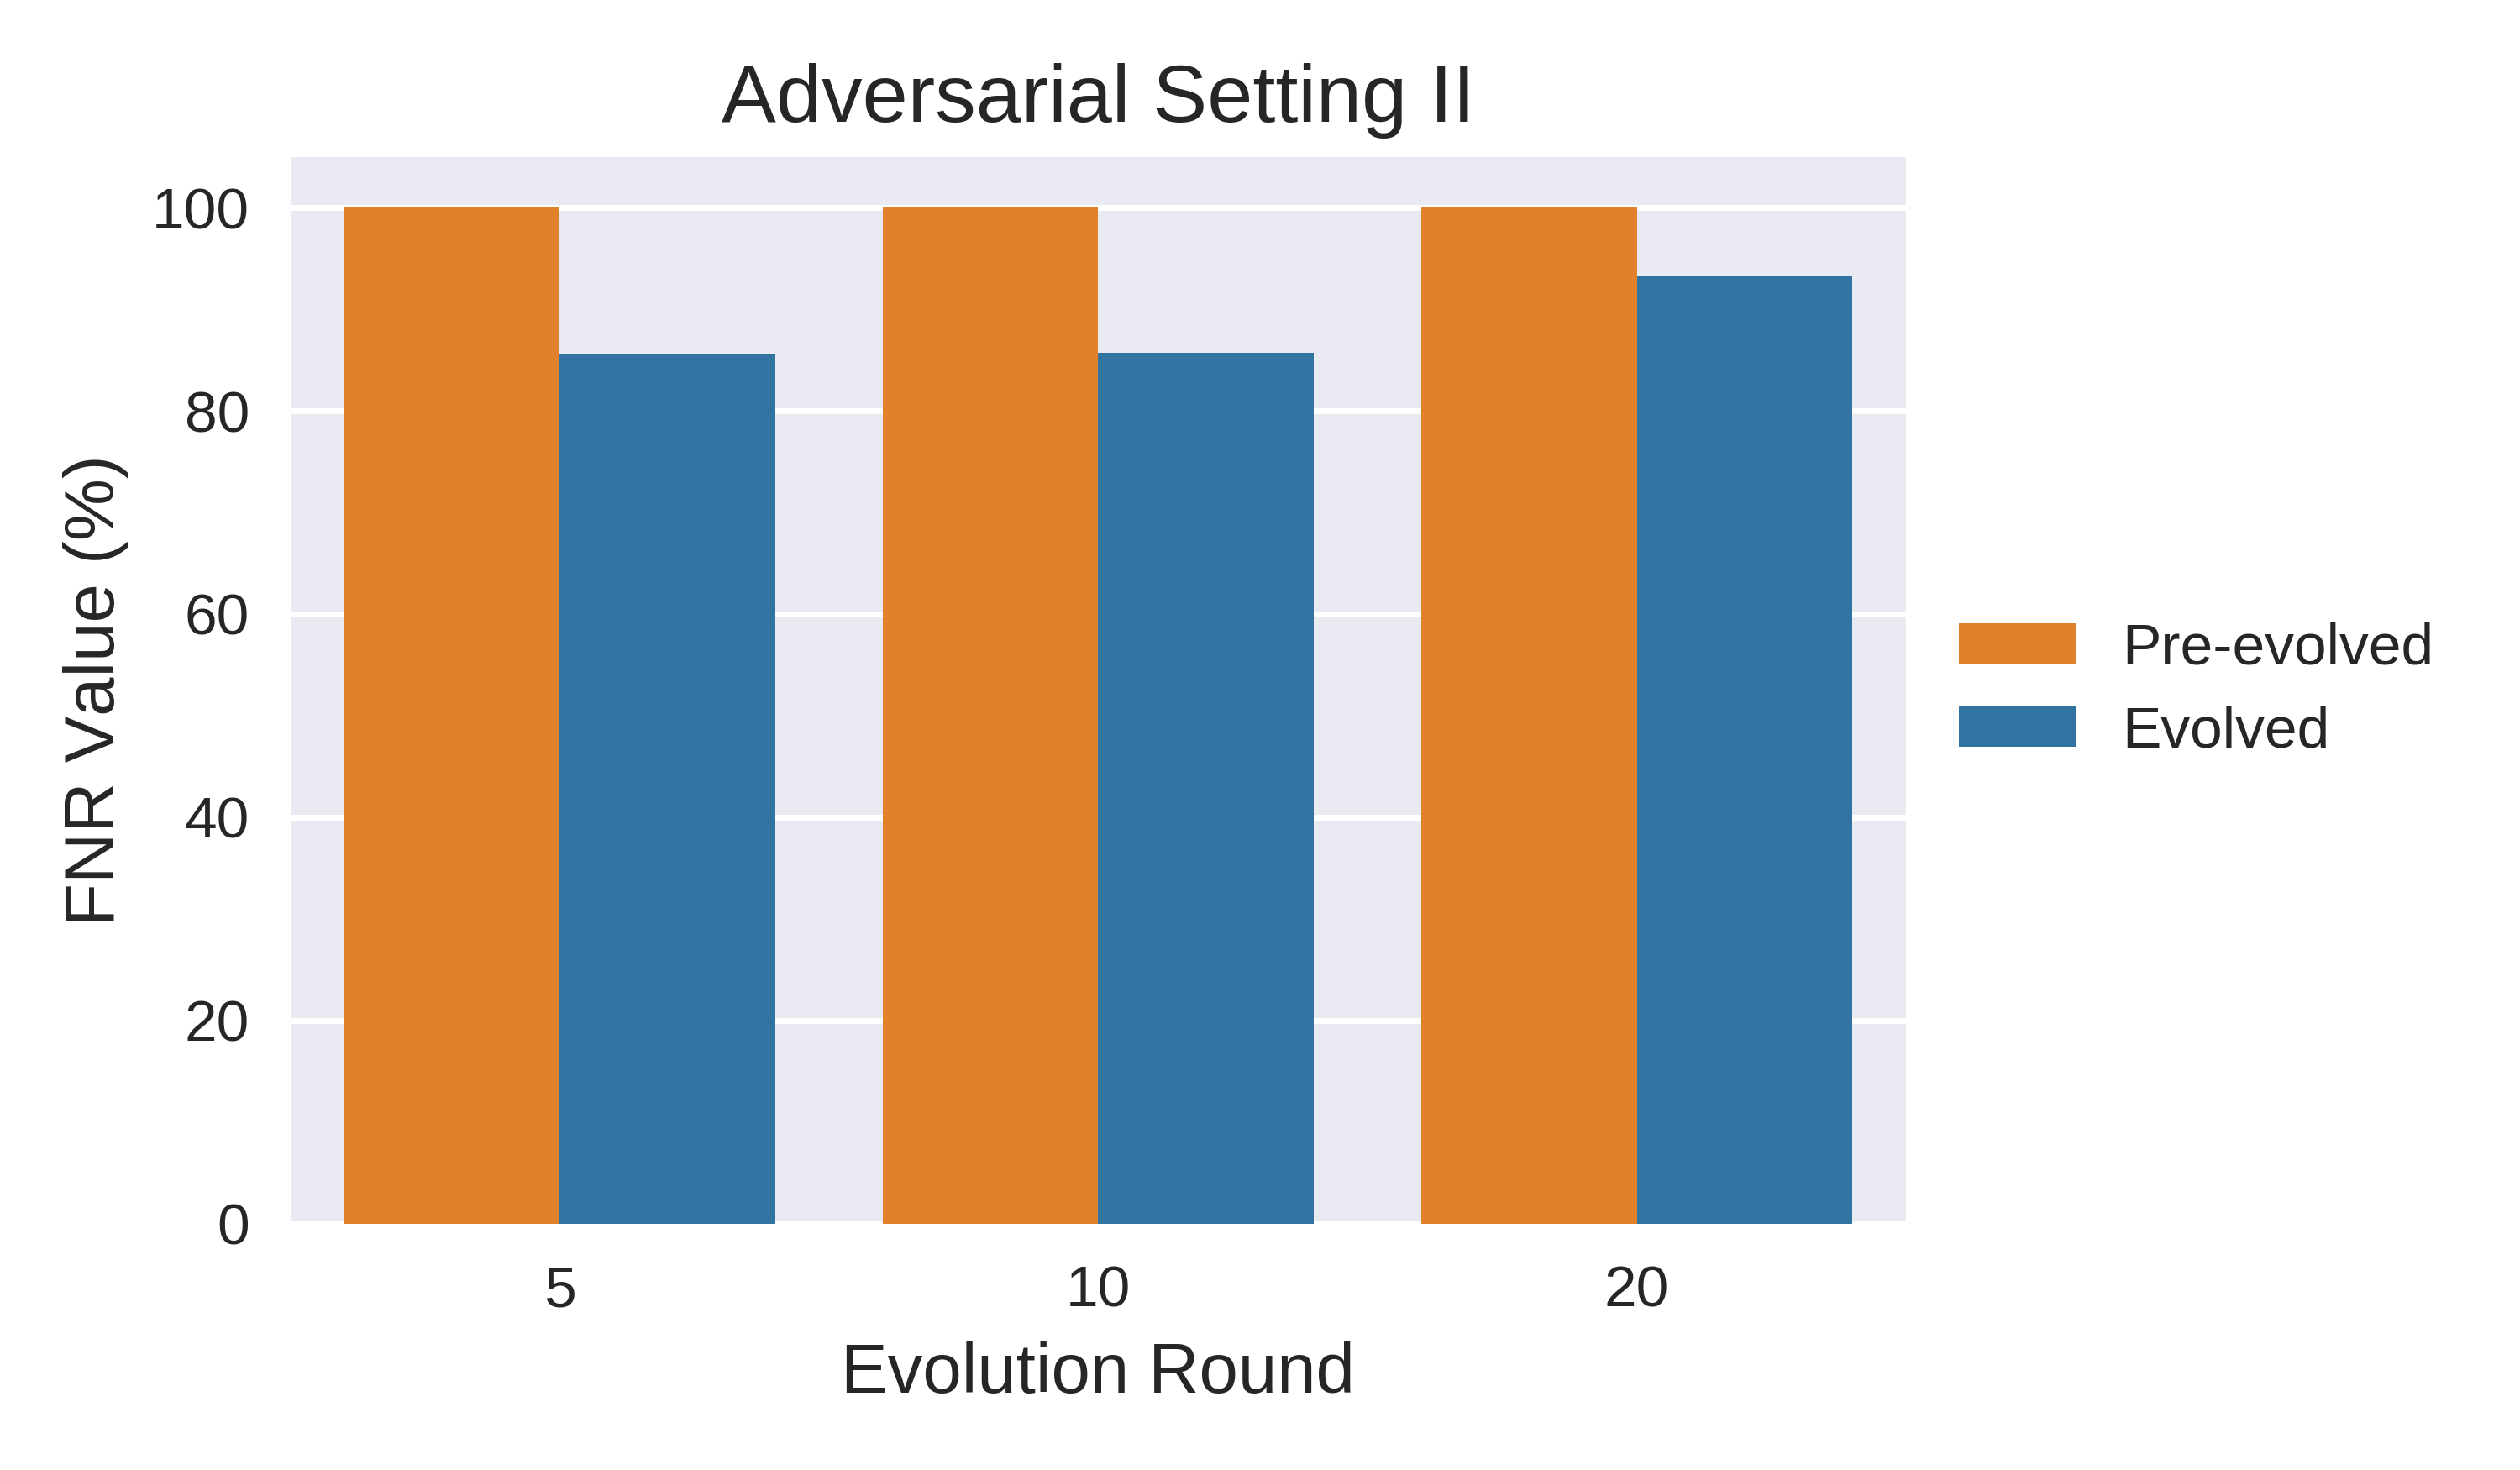 Adversarial Setting II
FNR Value (%)
100
80
60
40
20
0
5 10 20
Evolution Round
Pre-evolved
Evolved